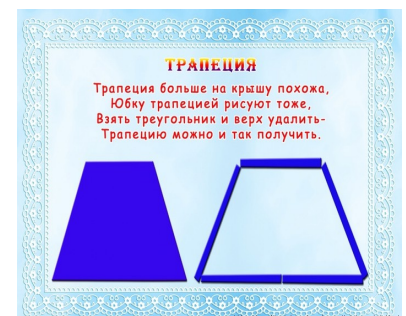 ТРАПЕЦИЯ
Трапеция больше на крышу похожа,
Юбку трапецией рисуют тоже,
Взять треугольник и верх удалить-
Трапецию можно и так получить.